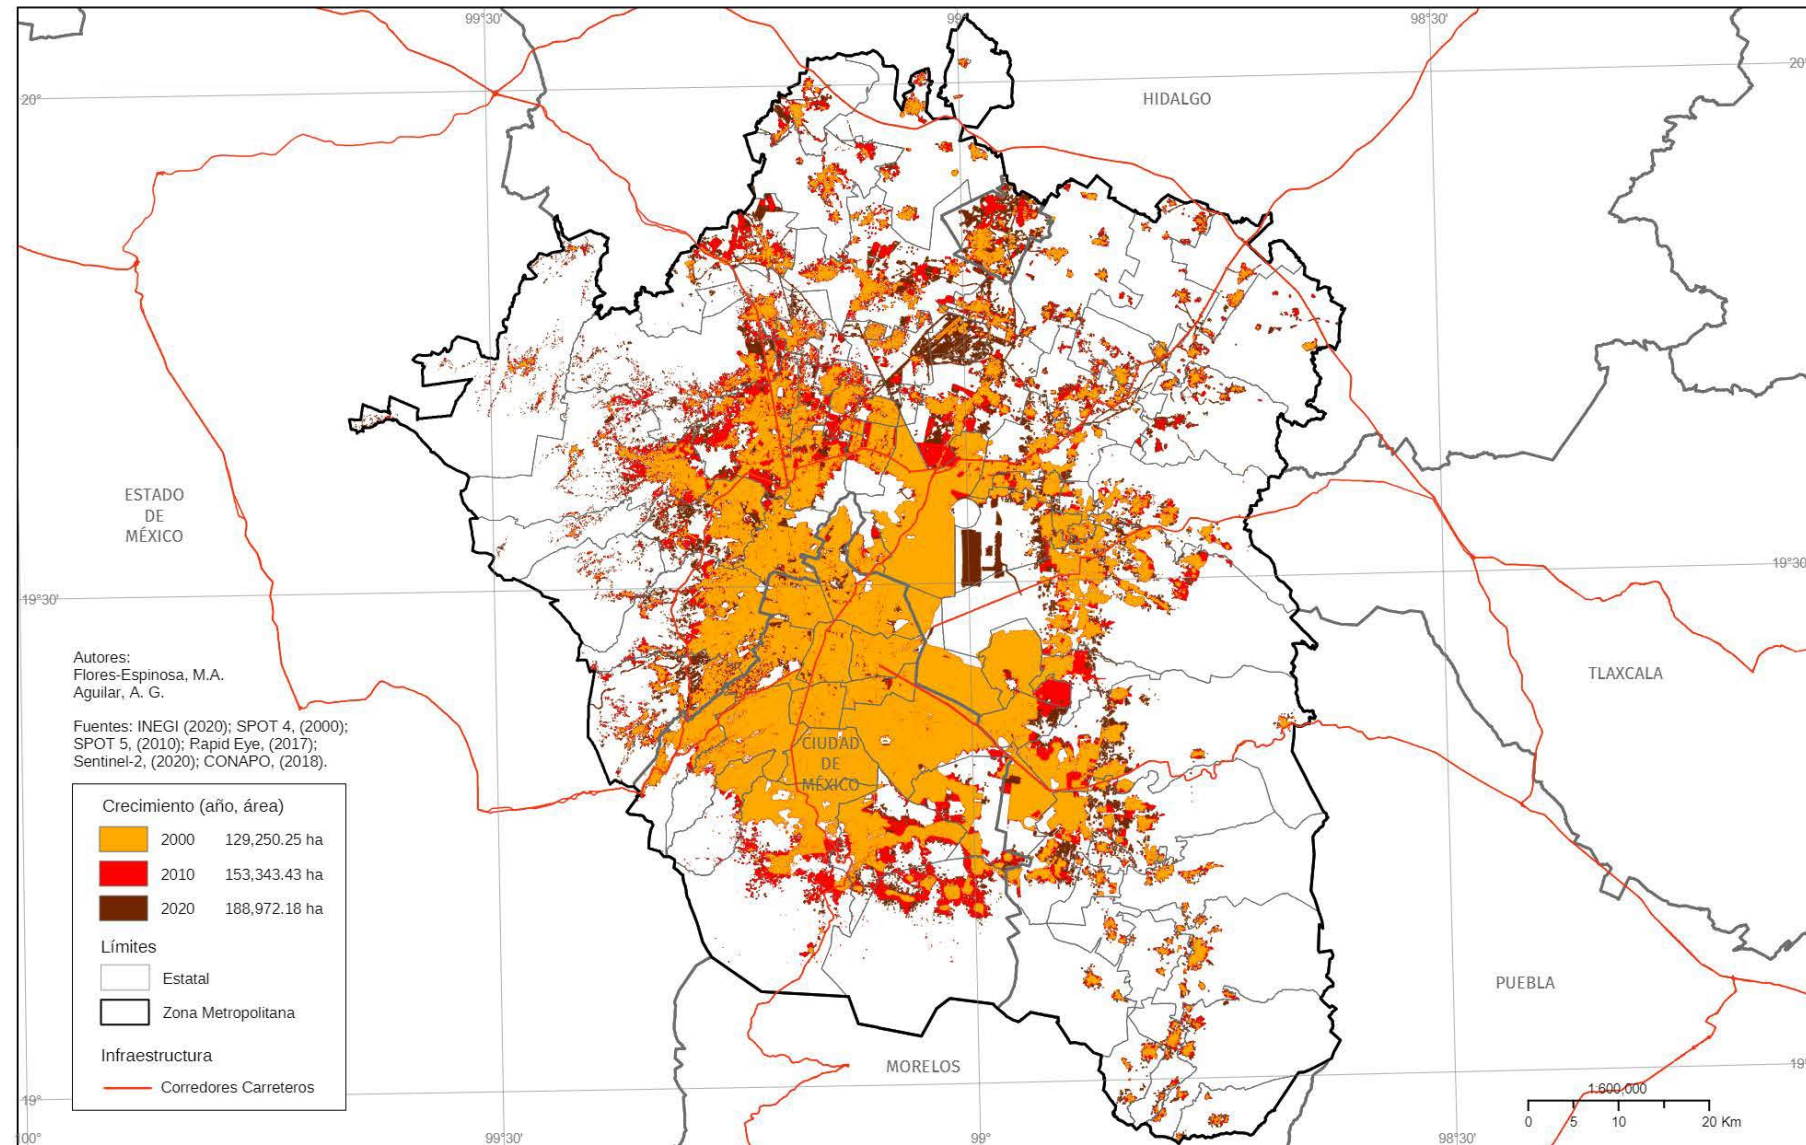 99°30'
99°
98°30'
20°
20°
HIDALGO
ESTADO
DE
MÉXICO
19°30'
19°30'
TLAXCALA
CIUDAD
DE
MÉXICO
PUEBLA
MORELOS
Autores:
Flores-Espinosa, M.A.
Aguilar, A. G.
Fuentes: INEGI (2020); SPOT 4, (2000);
SPOT 5, (2010); Rapid Eye, (2017);
Sentinel-2, (2020); CONAPO, (2018).
Crecimiento (año, área)
2000 129,250.25 ha
2010 153,343.43 ha
2020 188,972.18 ha
Límites
Estatal
Zona Metropolitana
Infraestructura
Corredores Carreteros
1:600,000
0 5 10 20 Km
19°
19°
100°
99°30'
99°
98°30'